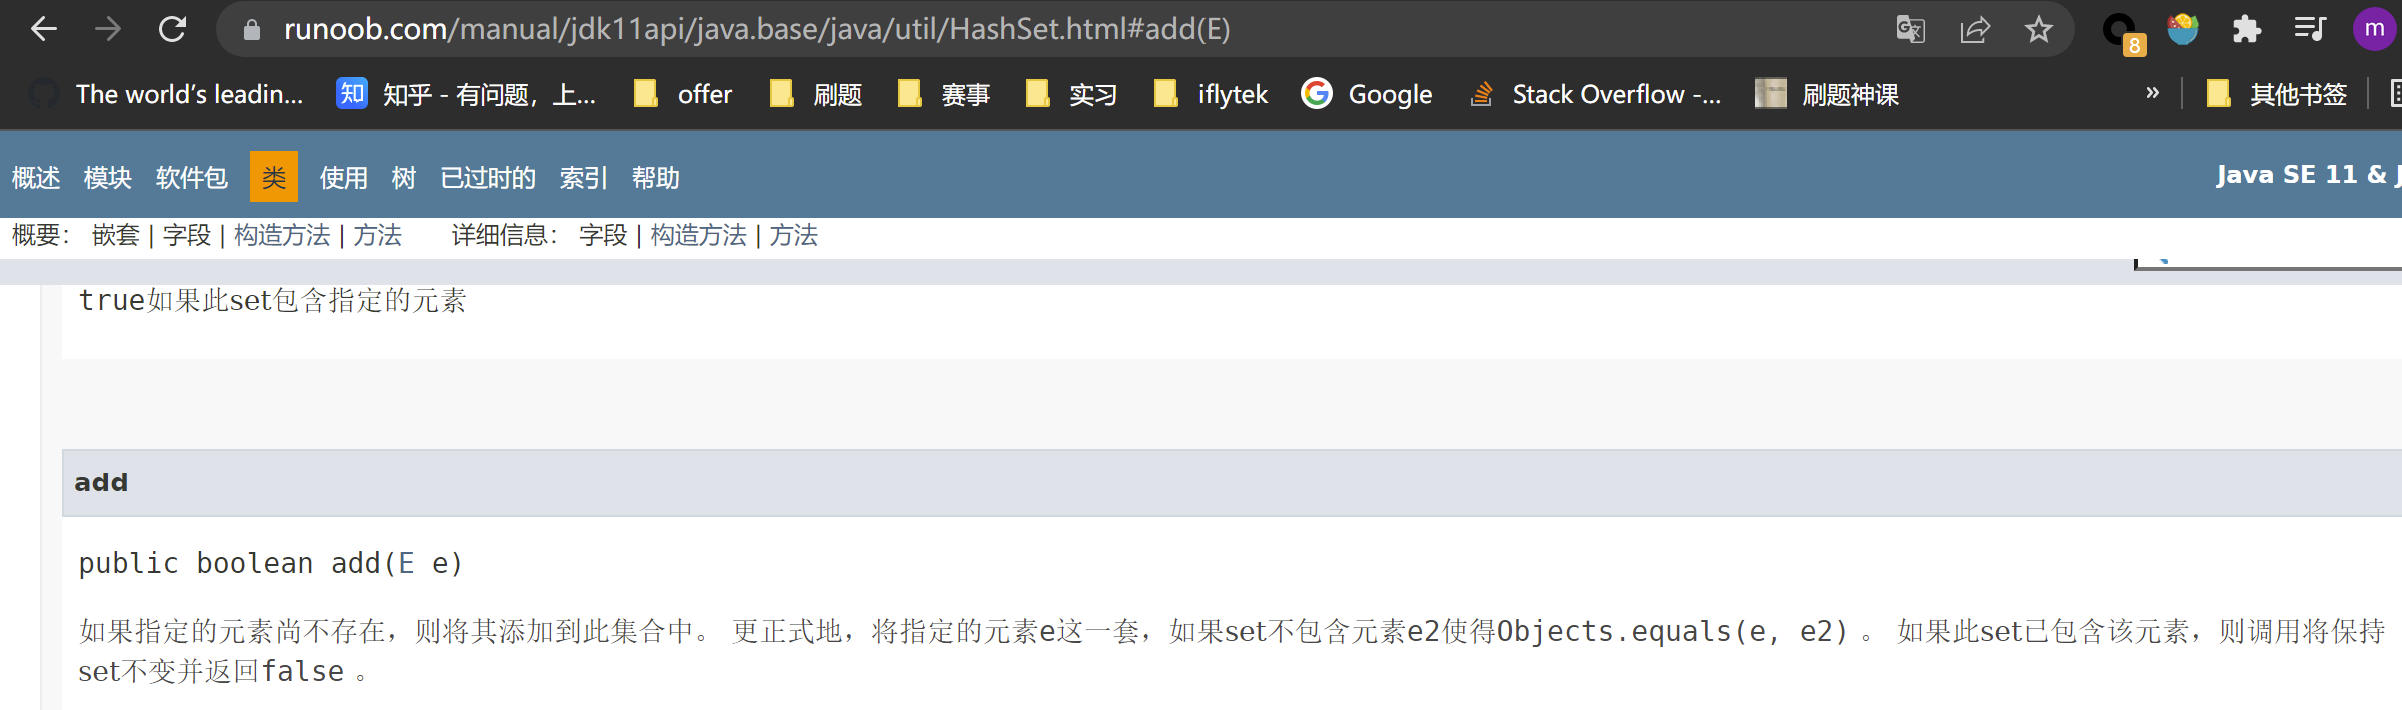 runoob.com/manual/jdk11api/java.base/java/util/HashSet.html#add(E)
8
m
The world's leadin...
知
知乎 - 有问题，上...
offer
刷题
赛事
实习
iflytek
Google
Stack Overflow -...
刷题神课
»
其他书签
概述 模块 软件包 类 使用 树 已过时的 索引 帮助
Java SE 11 & J
概要： 嵌套 | 字段 | 构造方法 | 方法 详细信息： 字段 | 构造方法 | 方法
true如果此set包含指定的元素
add
public boolean add(E e)
如果指定的元素尚不存在，则将其添加到此集合中。 更正式地，将指定的元素e这一套，如果set不包含元素e2使得Objects.equals(e, e2) 。 如果此set已包含该元素，则调用将保持
set不变并返回false 。